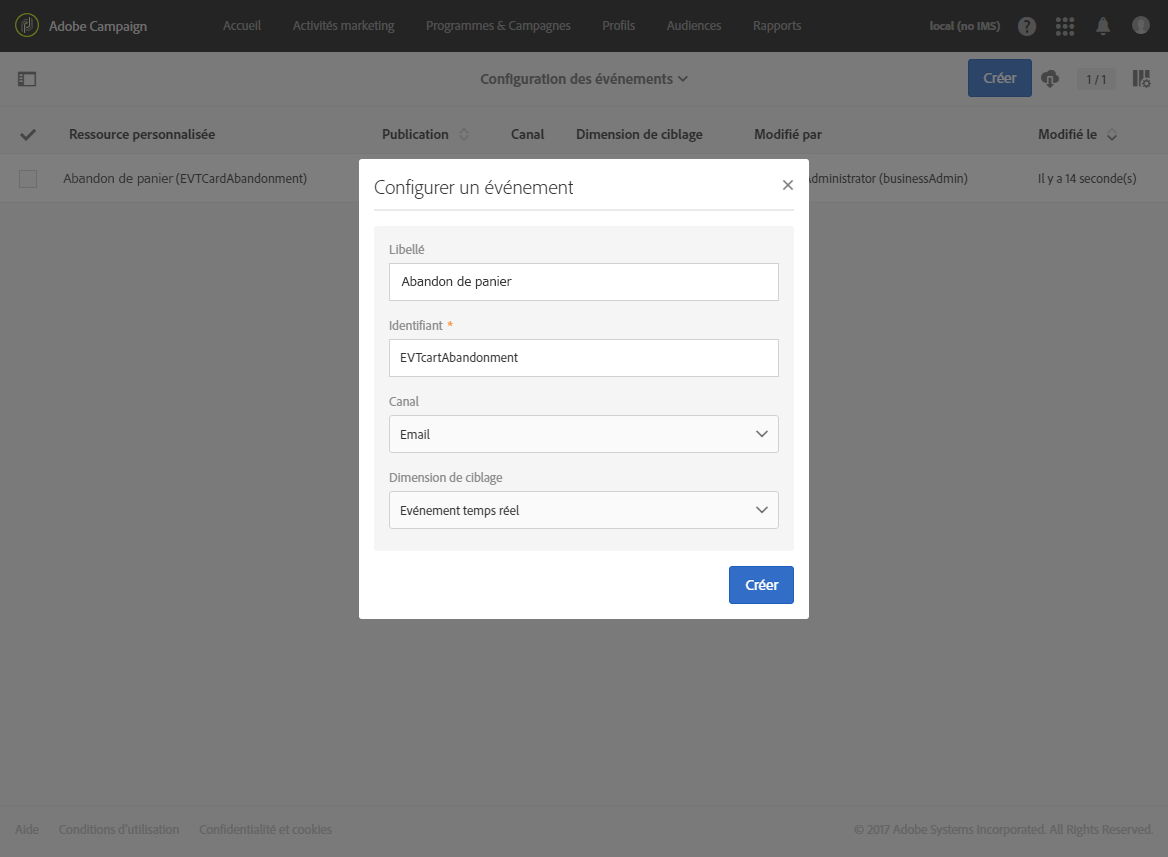 Adobe Campaign Accueil Activités marketing Programmes & Campagnes Profils Audiences Rapports local (no IMS) ?
Configuration des événements Créer 1 / 1
Ressource personnalisée Publication Canal Dimension de ciblage Modifié par Modifié le
Abandon de panier (EVTCardAbandonment) Administrator (businessAdmin) Il y a 14 seconde(s)
Configurer un événement
Libellé
Abandon de panier
Identifiant *
EVTcartAbandonment
Canal
Email
Dimension de ciblage
Evénement temps réel
Créer
Aide Conditions d'utilisation Confidentialité et cookies © 2017 Adobe Systems Incorporated. All Rights Reserved.